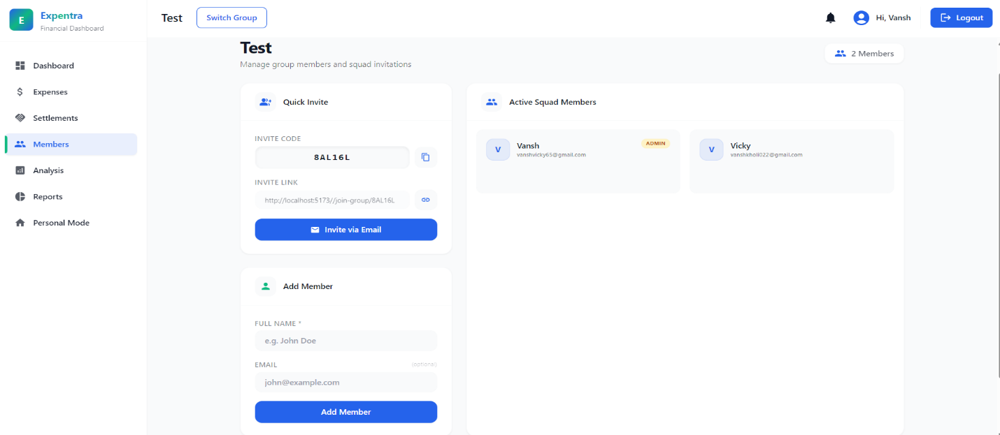 E
Expentra
Financial Dashboard
Test
Switch Group
Hi, Vansh
Logout
Dashboard
Expenses
Settlements
Members
Analysis
Reports
Personal Mode
Test
Manage group members and squad invitations
2 Members
Quick Invite
INVITE CODE
8AL16L
INVITE LINK
http://localhost:5173//join-group/8AL16L
Invite via Email
Add Member
FULL NAME *
e.g. John Doe
EMAIL (optional)
john@example.com
Add Member
Active Squad Members
V
Vansh
ADMIN
vanshvicky65@gmail.com
V
Vicky
vanshkholi022@gmail.com